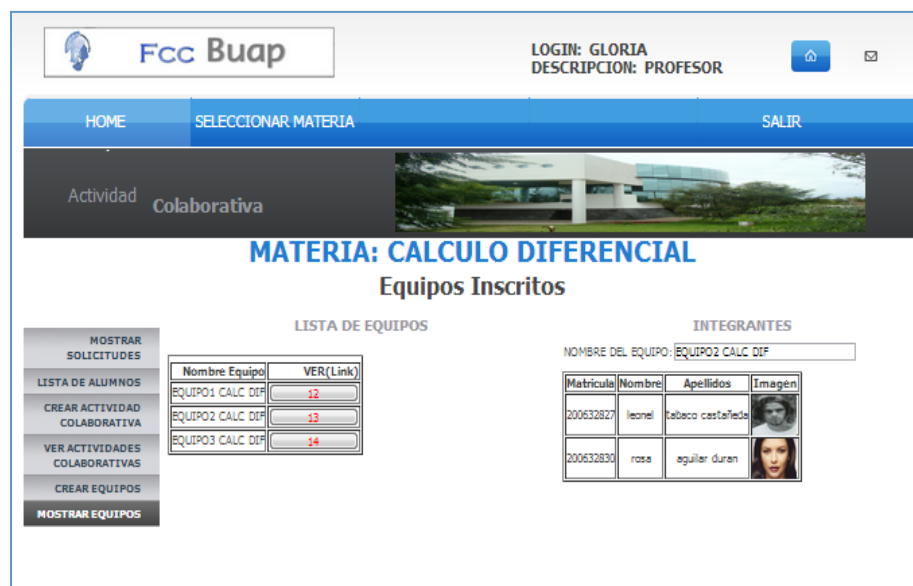 Fcc Buap
LOGIN: GLORIA
DESCRIPCION: PROFESOR
HOME SELECCIONAR MATERIA SALIR
Actividad Colaborativa
MATERIA: CALCULO DIFERENCIAL
Equipos Inscritos
MOSTRAR
SOLICITUDES
LISTA DE ALUMNOS
CREAR ACTIVIDAD
COLABORATIVA
VER ACTIVIDADES
COLABORATIVAS
CREAR EQUIPOS
MOSTRAR EQUIPOS
LISTA DE EQUIPOS
Nombre Equipo VER(Link)
EQUIPO1 CALC DIF 12
EQUIPO2 CALC DIF 13
EQUIPO3 CALC DIF 14
INTEGRANTES
NOMBRE DEL EQUIPO: EQUIPO2 CALC DIF
Matricula Nombre Apellidos Imagen
200632827 leonel tabaco castañeda
200632830 rosa aguilar duran